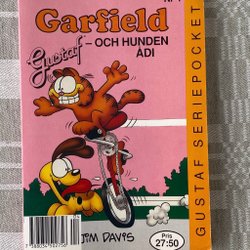 Garfield
Gustaf – OCH HUNDEN
ADI
GUSTAF SERIEPOCKET
JIM DAVIS
Pris
27:50